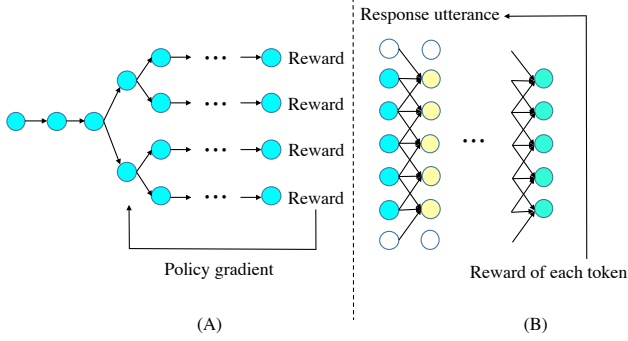 Reward
Reward
Reward
Reward
Policy gradient
(A)
Response utterance
Reward of each token
(B)